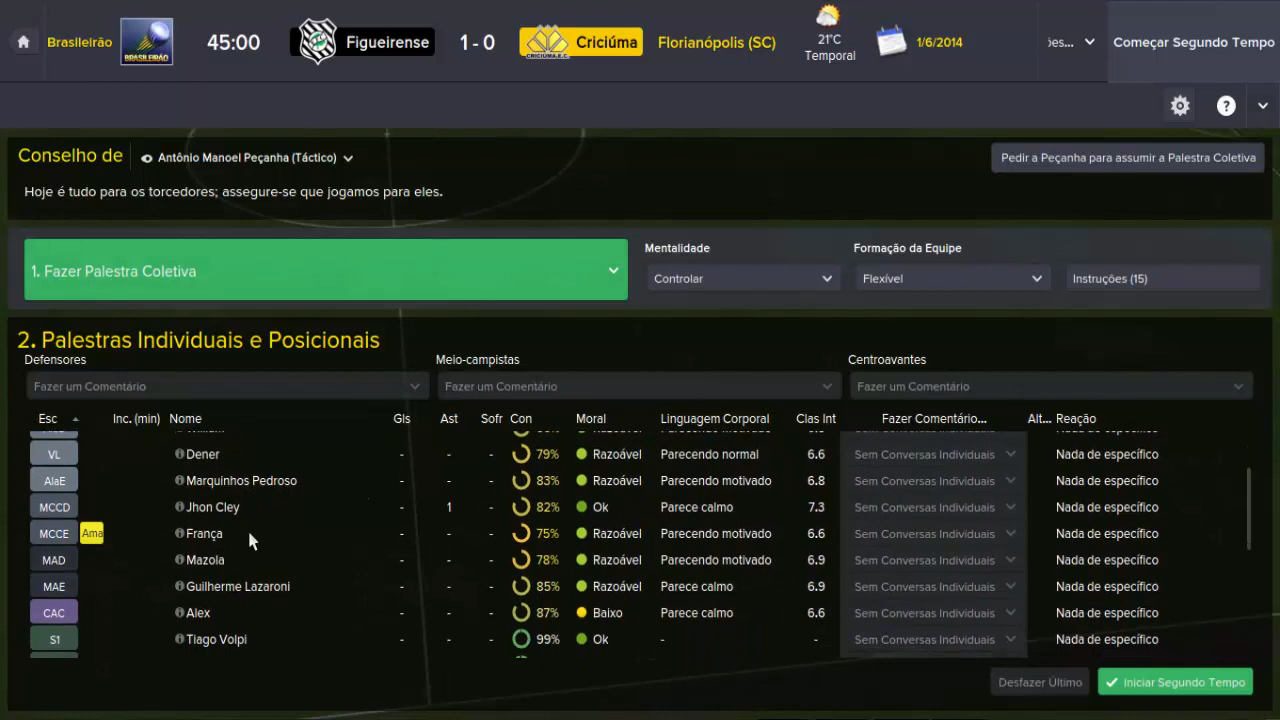 Brasileirão
BRASILEIRÃO
45:00
Figueirense
1 - 0
Criciúma
Florianópolis (SC)
21°C
Temporal
1/6/2014
Começar Segundo Tempo
Conselho de
Antônio Manoel Peçanha (Táctico)
Pedir a Peçanha para assumir a Palestra Coletiva
Hoje é tudo para os torcedores; assegure-se que jogamos para eles.
1. Fazer Palestra Coletiva
Mentalidade
Formação da Equipe
Controlar
Flexível
Instruções (15)
2. Palestras Individuais e Posicionais
Defensores
Meio-campistas
Centroavantes
Fazer um Comentário
Fazer um Comentário
Fazer um Comentário
Esc Inc. (min) Nome Gls Ast Sofr Con Moral Linguagem Corporal Clas Int Fazer Comentário... Alt... Reação
VL Dener - - - 79% Razoável Parecendo normal 6.6 Sem Conversas Individuais Nada de específico
AlaE Marquinhos Pedroso - - - 83% Razoável Parecendo motivado 6.8 Sem Conversas Individuais Nada de específico
MCCD Jhon Cley - 1 - 82% Ok Parece calmo 7.3 Sem Conversas Individuais Nada de específico
MCCE Ama França - - - 75% Razoável Parecendo motivado 6.6 Sem Conversas Individuais Nada de específico
MAD Mazola - - - 78% Razoável Parecendo motivado 6.9 Sem Conversas Individuais Nada de específico
MAE Guilherme Lazaroni - - - 85% Razoável Parece calmo 6.9 Sem Conversas Individuais Nada de específico
CAC Alex - - - 87% Baixo Parece calmo 6.6 Sem Conversas Individuais Nada de específico
S1 Tiago Volpi - - - 99% Ok - - Sem Conversas Individuais Nada de específico
Desfazer Último
Iniciar Segundo Tempo